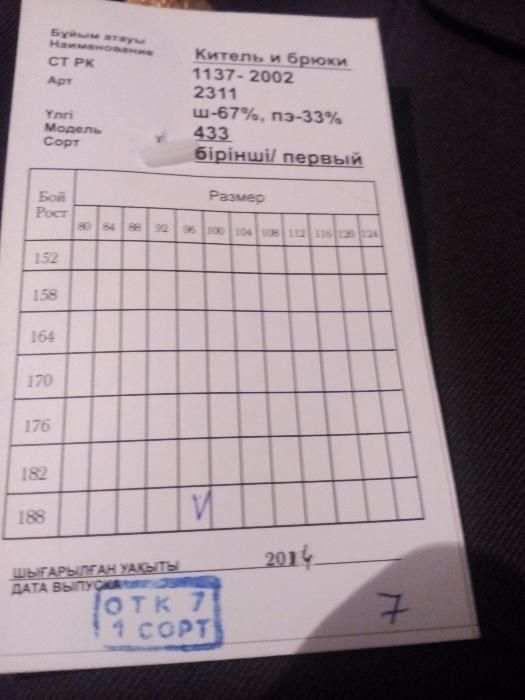 Бұйым атауы
Наименование Китель и брюки
СТ РК 1137- 2002
Арт 2311
ш-67%, пэ-33%
Үлгі
Модель 433
Сорт бірінші/ первый
Бой
Рост
Размер
80 84 88 92 96 100 104 108 112 116 120 124
152
158
164
170
176
182
188 V
ШЫҒАРЫЛҒАН УАҚЫТЫ 2014
ДАТА ВЫПУСКА
ОТК 7
1 СОРТ
7